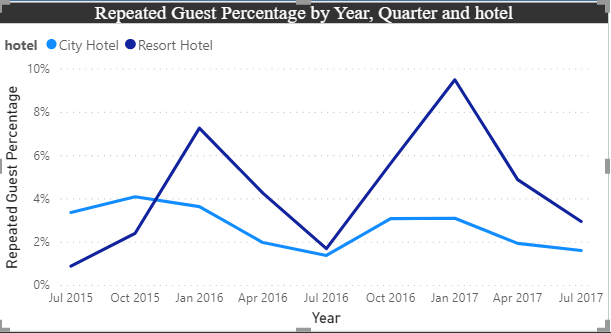 Repeated Guest Percentage by Year, Quarter and hotel
hotel City Hotel Resort Hotel
10%
8%
6%
4%
2%
0%
Repeated Guest Percentage
Jul 2015 Oct 2015 Jan 2016 Apr 2016 Jul 2016 Oct 2016 Jan 2017 Apr 2017 Jul 2017
Year